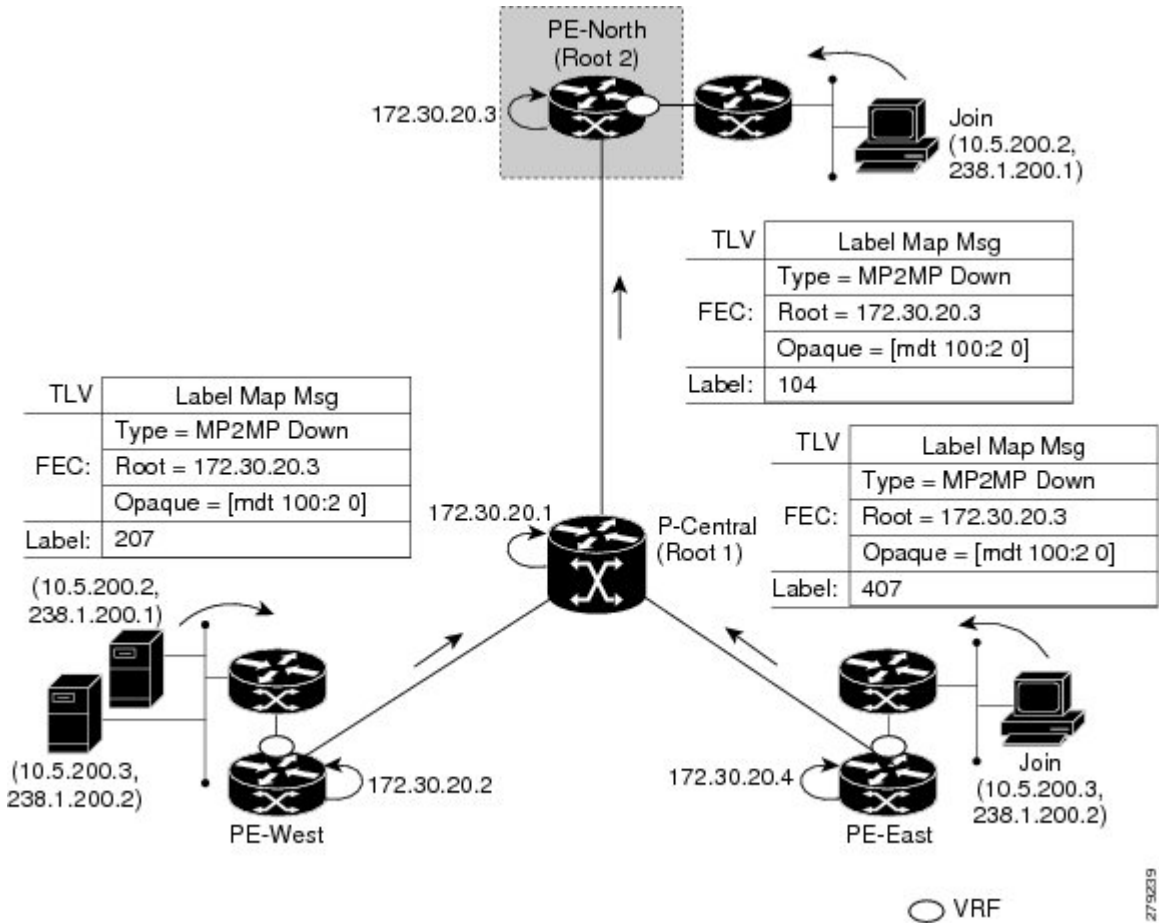 PE-North
(Root 2)
172.30.20.3
Join
(10.5.200.2,
238.1.200.1)
TLV Label Map Msg
FEC: Type = MP2MP Down
Root = 172.30.20.3
Opaque = [mdt 100:2 0]
Label: 104
TLV Label Map Msg
FEC: Type = MP2MP Down
Root = 172.30.20.3
Opaque = [mdt 100:2 0]
Label: 207
TLV Label Map Msg
FEC: Type = MP2MP Down
Root = 172.30.20.3
Opaque = [mdt 100:2 0]
Label: 407
172.30.20.1
P-Central
(Root 1)
(10.5.200.2,
238.1.200.1)
(10.5.200.3,
238.1.200.2)
172.30.20.2
PE-West
172.30.20.4
PE-East
Join
(10.5.200.3,
238.1.200.2)
VRF
279239